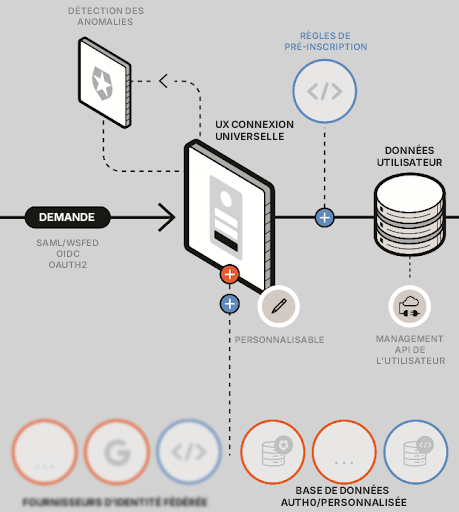 DÉTECTION DES
ANOMALIES
RÈGLES DE
PRÉ-INSCRIPTION
UX CONNEXION
UNIVERSELLE
DONNÉES
UTILISATEUR
DEMANDE
SAML/WSFED
OIDC
OAUTH2
PERSONNALISABLE
MANAGEMENT
API DE
L'UTILISATEUR
FOURNISSEURS D'IDENTITÉ FÉDÉRÉE
BASE DE DONNÉES
AUTH0/PERSONNALISÉE